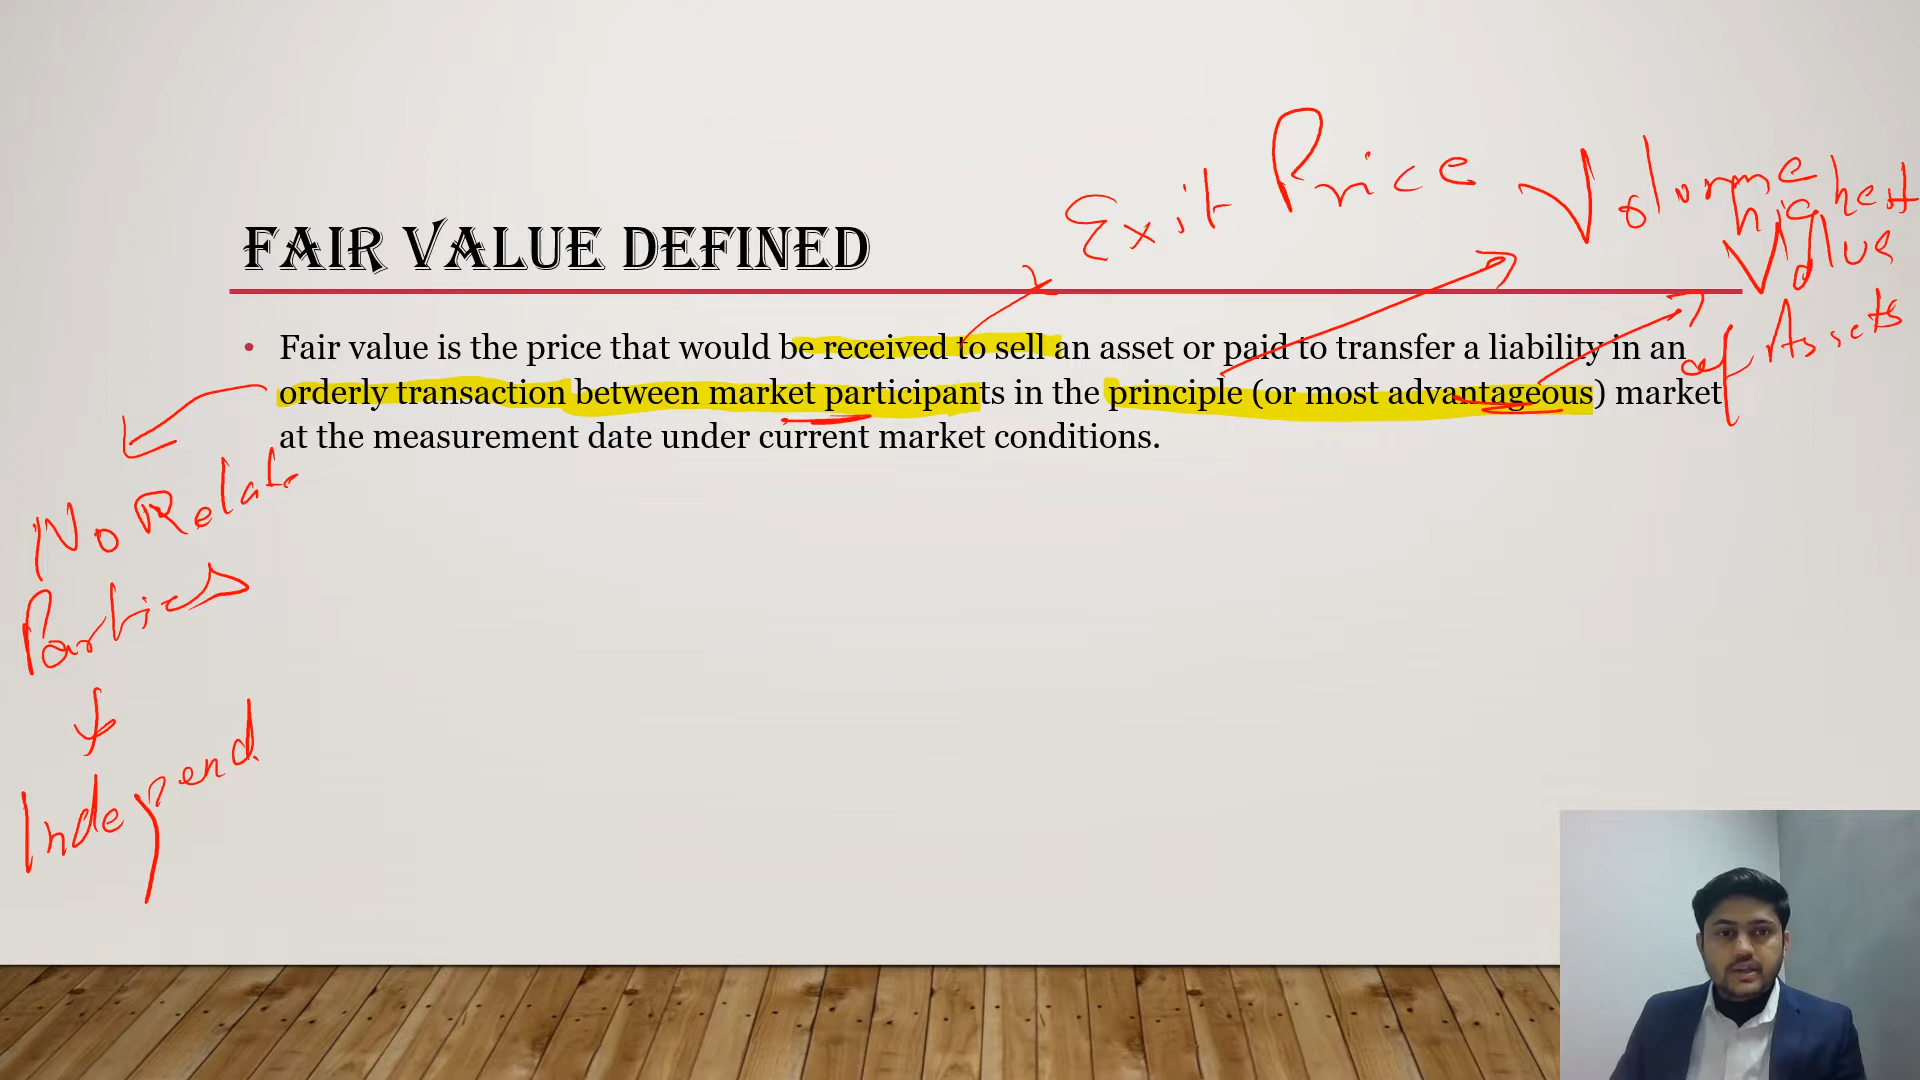 Exit Price
Volume
highest
Value
of Assets
FAIR VALUE DEFINED
• Fair value is the price that would be received to sell an asset or paid to transfer a liability in an
orderly transaction between market participants in the principle (or most advantageous) market
at the measurement date under current market conditions.
No Relate
Parties
Independ